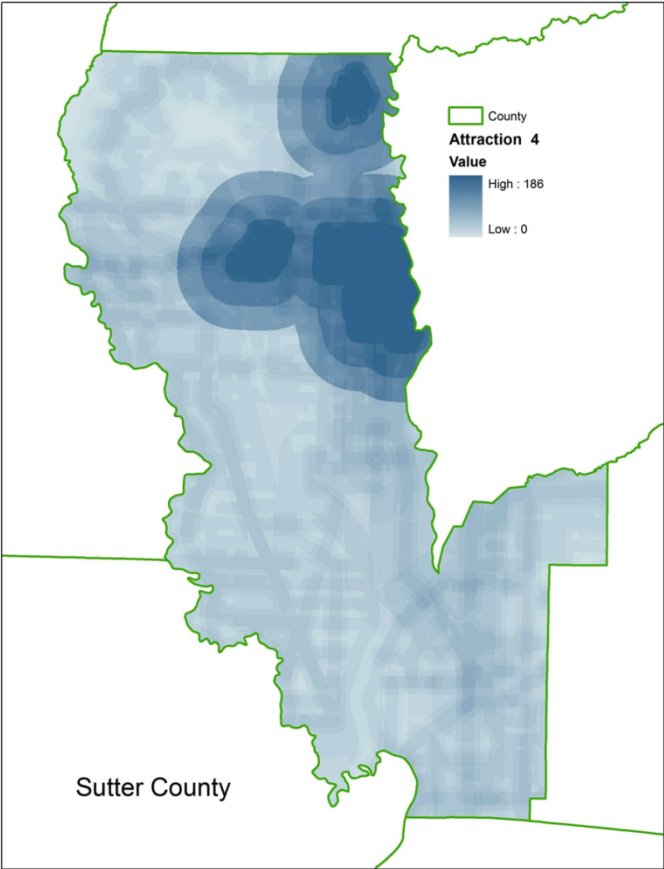 County
Attraction 4
Value
High : 186
Low : 0
Sutter County